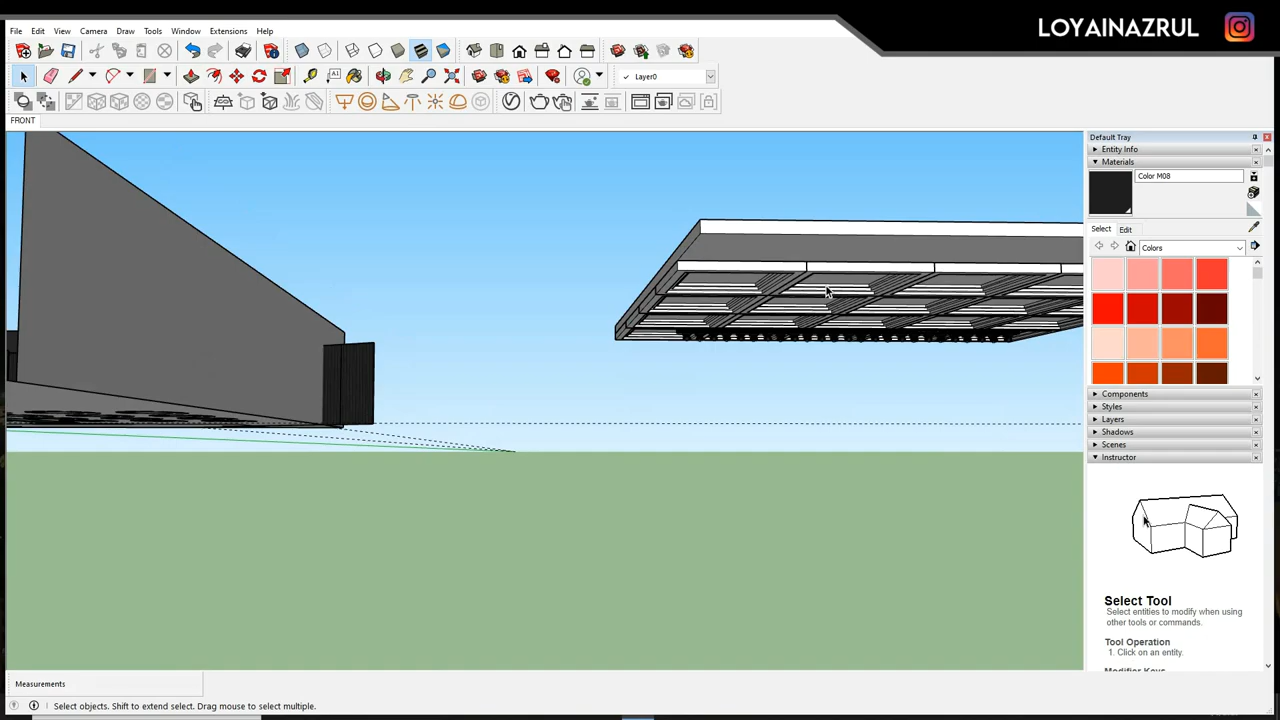 LOYAINAZRUL
File Edit View Camera Draw Tools Window Extensions Help
Layer0
FRONT
Default Tray
Entity Info
Materials
Color M08
Select Edit
Colors
Components
Styles
Layers
Shadows
Scenes
Instructor
Select Tool
Select entities to modify when using
other tools or commands.
Tool Operation
1. Click on an entity.
Modifier Keys
Measurements
Select objects. Shift to extend select. Drag mouse to select multiple.